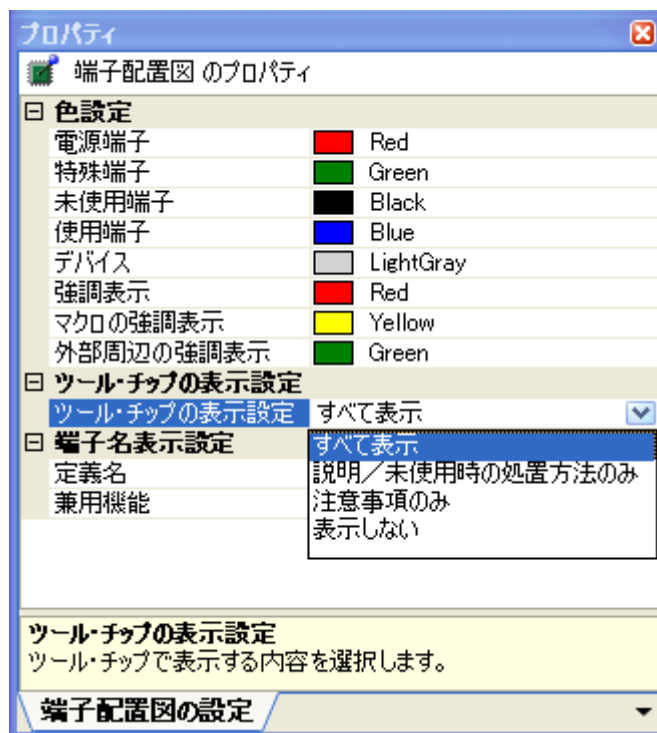 プロパティ
端子配置図 のプロパティ
色設定
電源端子 Red
特殊端子 Green
未使用端子 Black
使用端子 Blue
デバイス LightGray
強調表示 Red
マクロの強調表示 Yellow
外部周辺の強調表示 Green
ツール・チップの表示設定
ツール・チップの表示設定 すべて表示
端子名表示設定 すべて表示
定義名 説明／未使用時の処置方法のみ
兼用機能 注意事項のみ
表示しない
ツール・チップの表示設定
ツール・チップで表示する内容を選択します。
端子配置図の設定